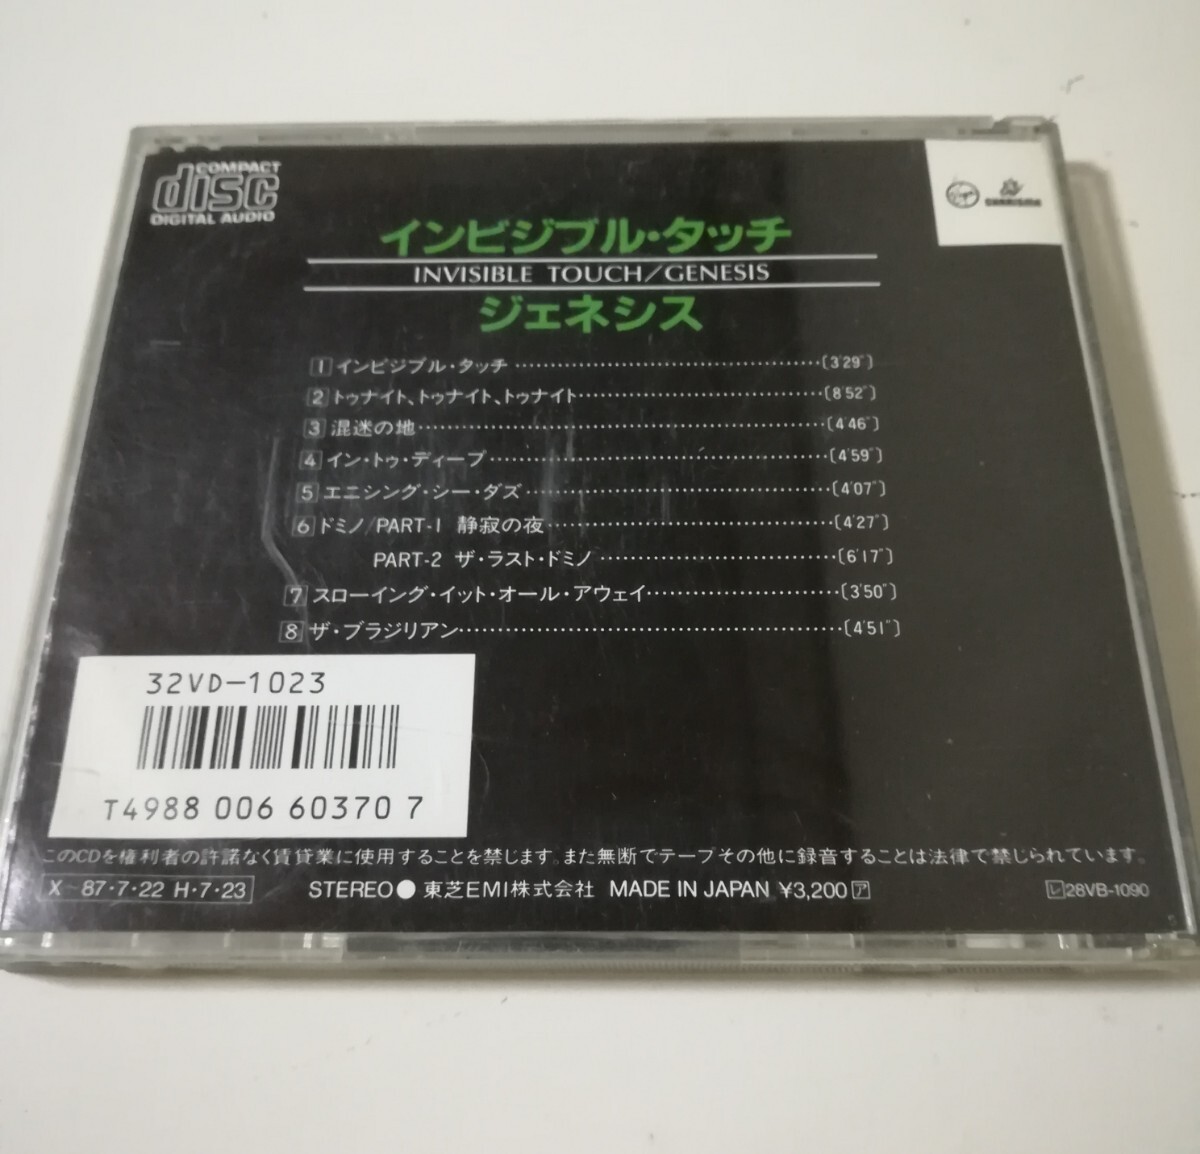 COMPACT
disc
DIGITAL AUDIO
CHARISMA
インビジブル・タッチ
INVISIBLE TOUCH/GENESIS
ジェネシス
1 インビジブル・タッチ……(3'29")
2 トゥナイト、トゥナイト、トゥナイト……(8'52")
3 混迷の地……(4'46")
4 イン・トゥ・ディープ……(4'59")
5 エニシング・シー・ダズ……(4'07")
6 ドミノ/PART-1 静寂の夜……(4'27")
PART-2 ザ・ラスト・ドミノ……(6'17")
7 スローイング・イット・オール・アウェイ……(3'50")
8 ザ・ブラジリアン……(4'51")
32VD-1023
T4988 006 60370 7
このCDを権利者の許諾なく賃貸業に使用することを禁じます。また無断でテープその他に録音することは法律で禁じられています。
X-87・7・22 H・7・23 STEREO● 東芝EMI株式会社 MADE IN JAPAN ¥3,200 ア レ28VB-1090